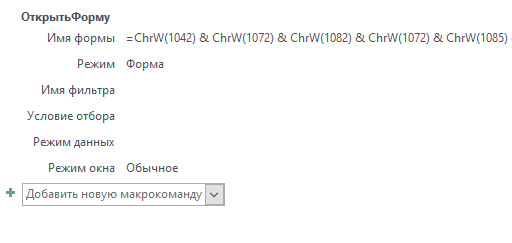 ОткрытьФорму
Имя формы =ChrW(1042) & ChrW(1072) & ChrW(1082) & ChrW(1072) & ChrW(1085)
Режим Форма
Имя фильтра
Условие отбора
Режим данных
Режим окна Обычное
Добавить новую макрокоманду